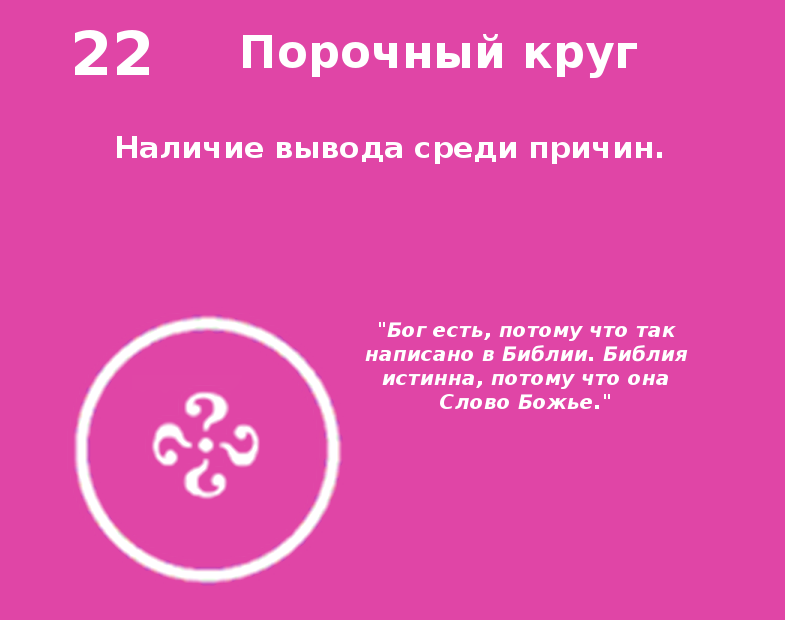 22 Порочный круг
Наличие вывода среди причин.
"Бог есть, потому что так
написано в Библии. Библия
истинна, потому что она
Слово Божье."